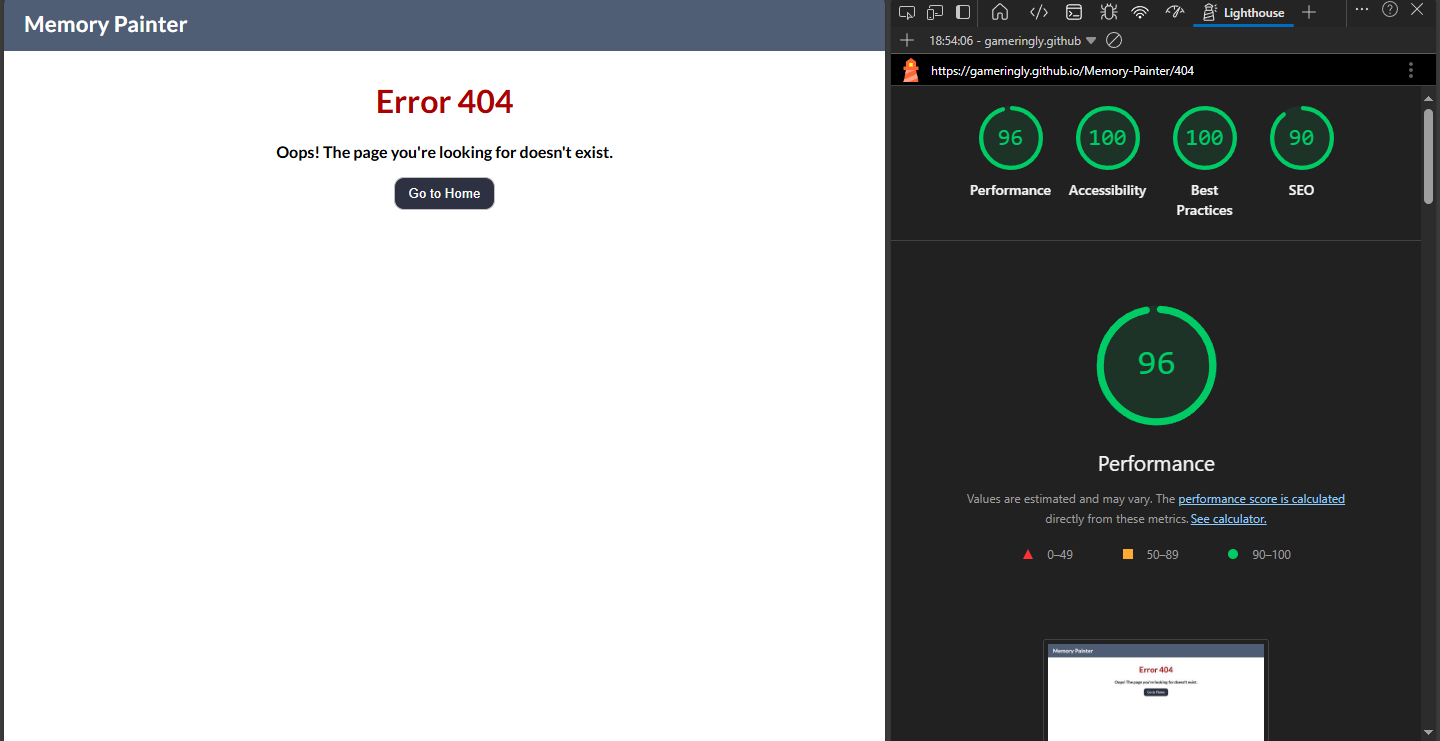 Memory Painter
Error 404
Oops! The page you're looking for doesn't exist.
Go to Home
Lighthouse
18:54:06 - gameringly.github
https://gameringly.github.io/Memory-Painter/404
96
100
100
90
Performance
Accessibility
Best
Practices
SEO
96
Performance
Values are estimated and may vary. The performance score is calculated
directly from these metrics. See calculator.
0–49
50–89
90–100
Memory Painter
Error 404
Oops! The page you're looking for doesn't exist.
Go to Home